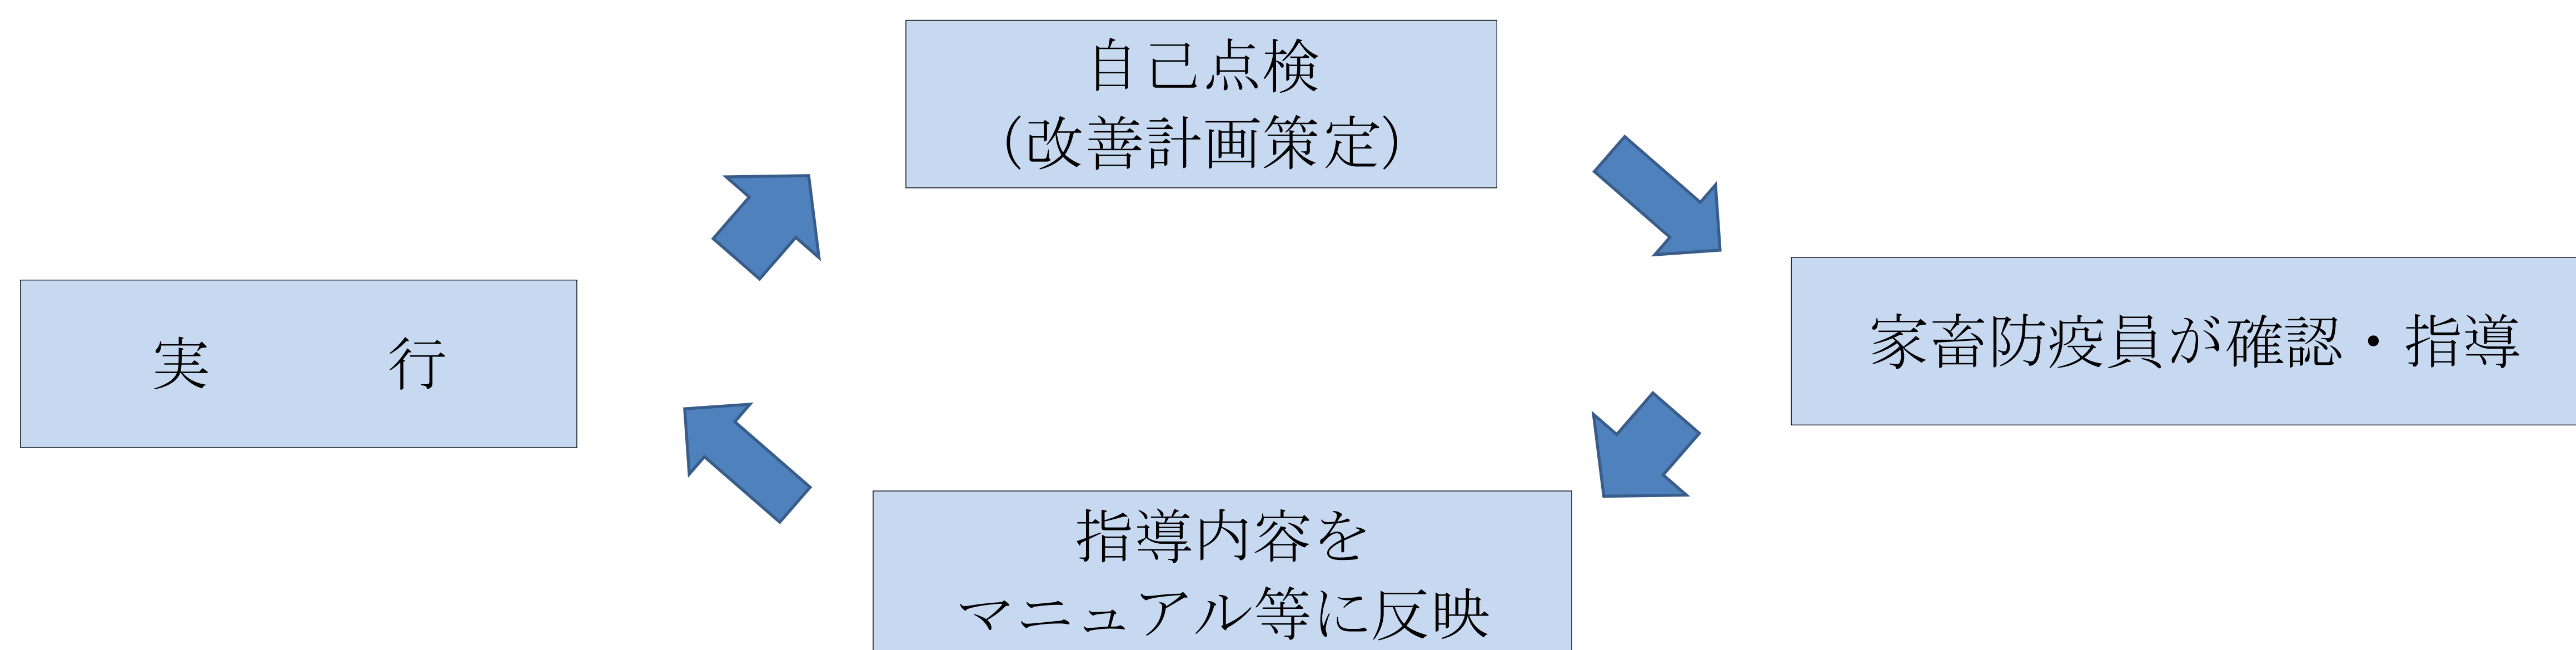 自己点検
（改善計画策定）
実　　　行
家畜防疫員が確認・指導
指導内容を
マニュアル等に反映